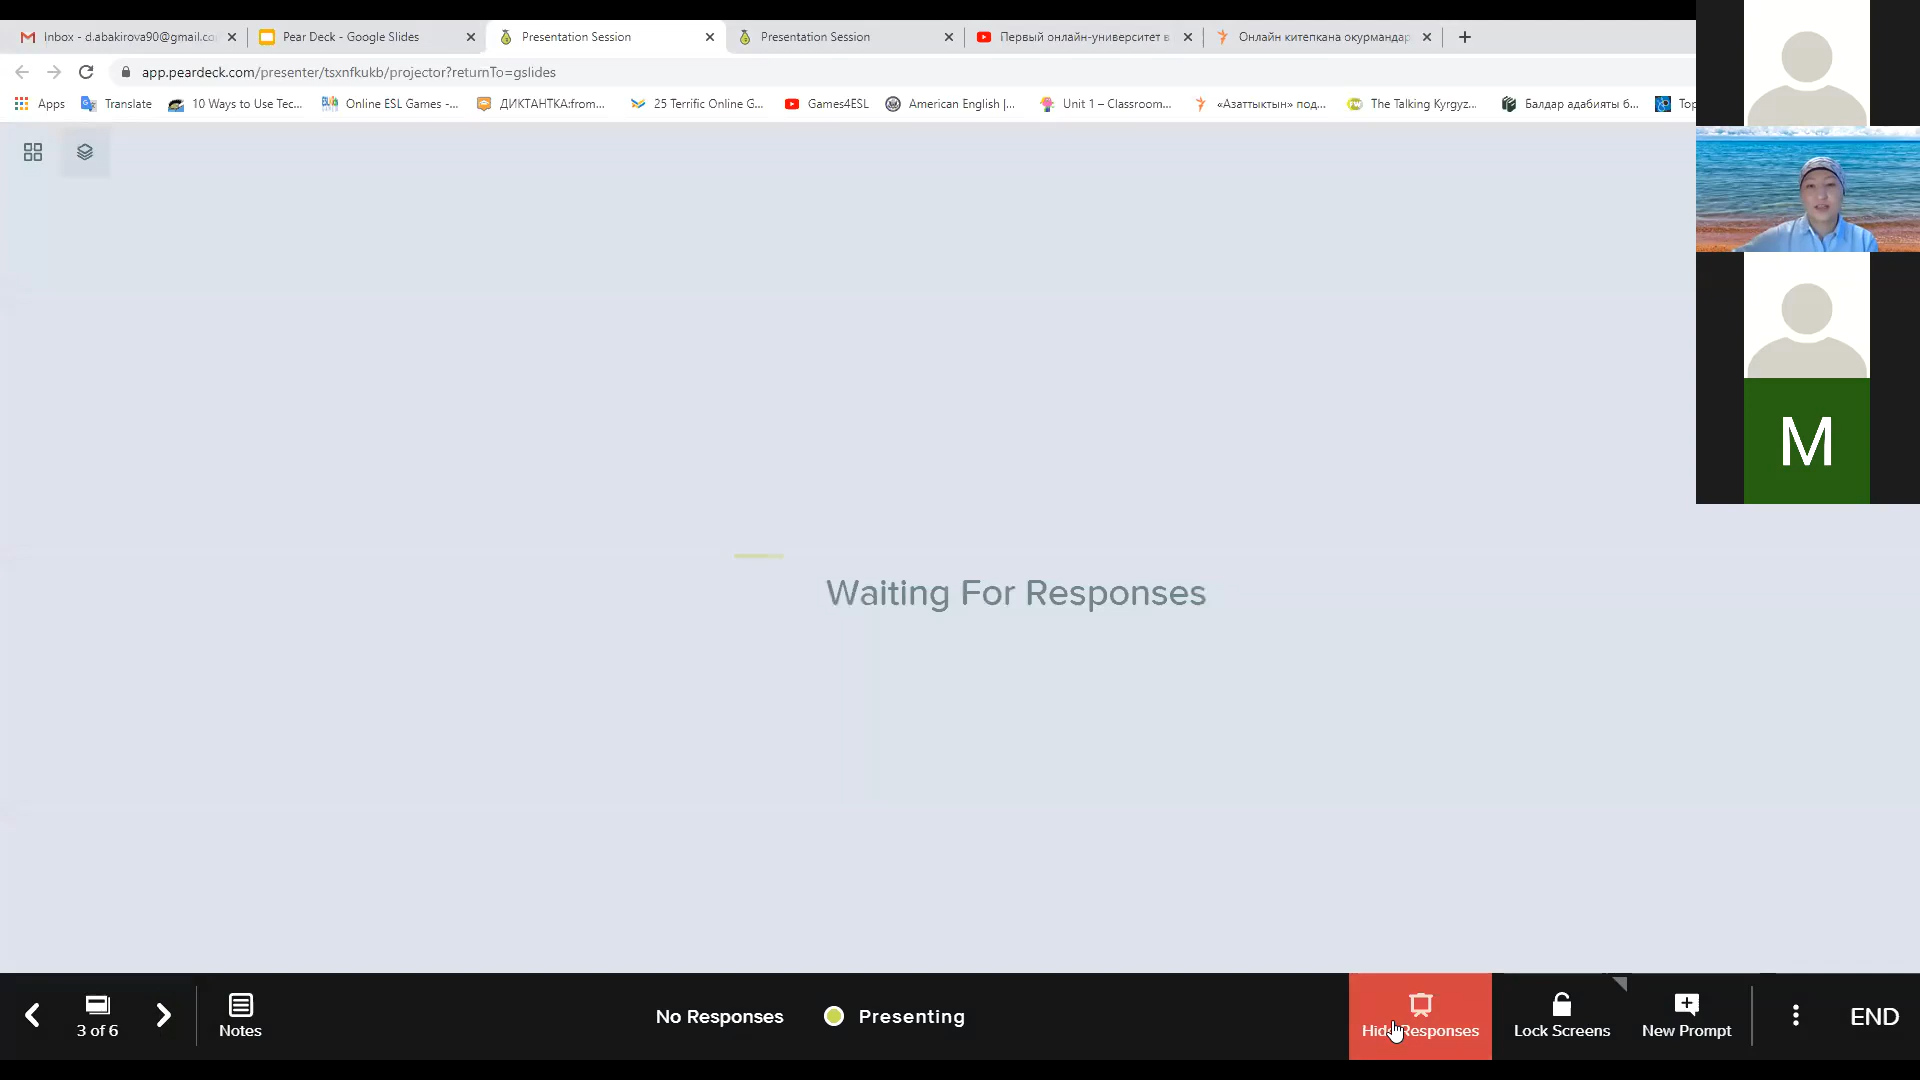 Inbox - d.abakirova90@gmail.co
Pear Deck - Google Slides
Presentation Session
Presentation Session
Первый онлайн-университет в
Онлайн китепкана окурмандар
app.peardeck.com/presenter/tsxnfkukb/projector?returnTo=gslides
Apps
Translate
10 Ways to Use Tec...
Online ESL Games -...
ДИКТАНТКА:from...
25 Terrific Online G...
Games4ESL
American English |...
Unit 1 – Classroom...
«Азаттыктын» под...
The Talking Kyrgyz...
Балдар адабияты б...
Top
M
Waiting For Responses
3 of 6
Notes
No Responses
Presenting
Hide Responses
Lock Screens
New Prompt
END